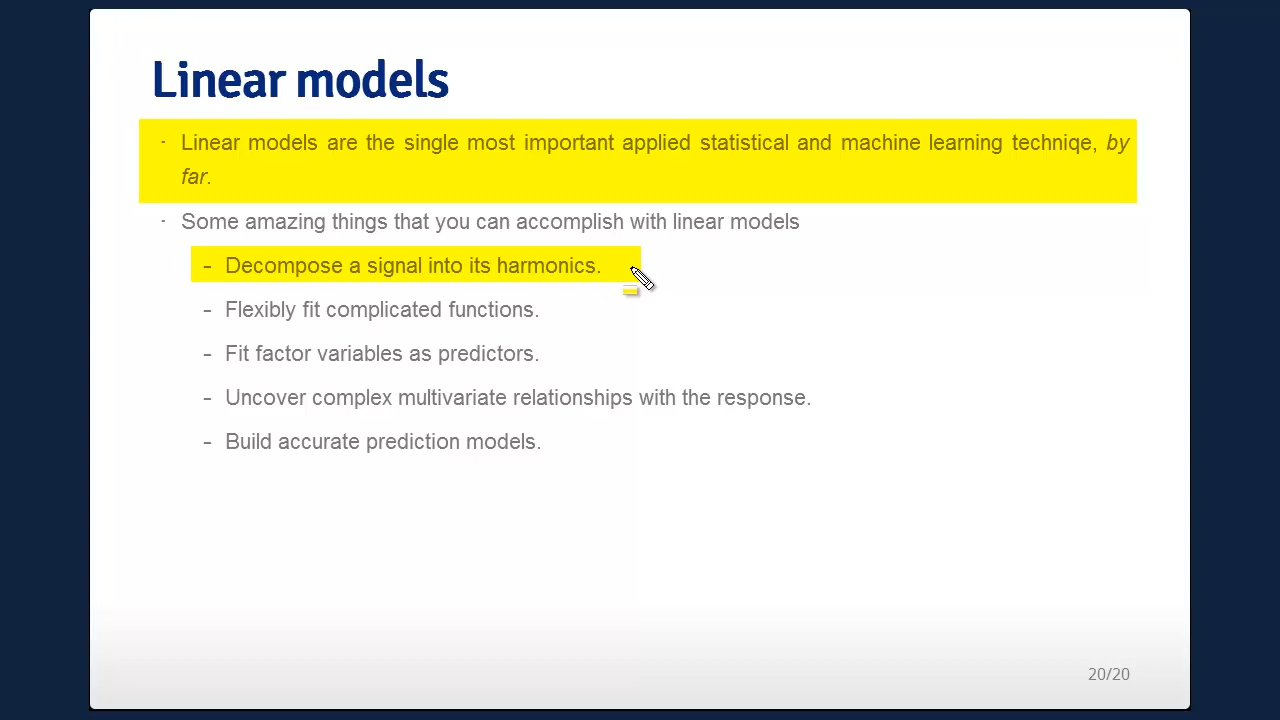 Linear models
· Linear models are the single most important applied statistical and machine learning techniqe, by
far.
· Some amazing things that you can accomplish with linear models
- Decompose a signal into its harmonics.
- Flexibly fit complicated functions.
- Fit factor variables as predictors.
- Uncover complex multivariate relationships with the response.
- Build accurate prediction models.
20/20